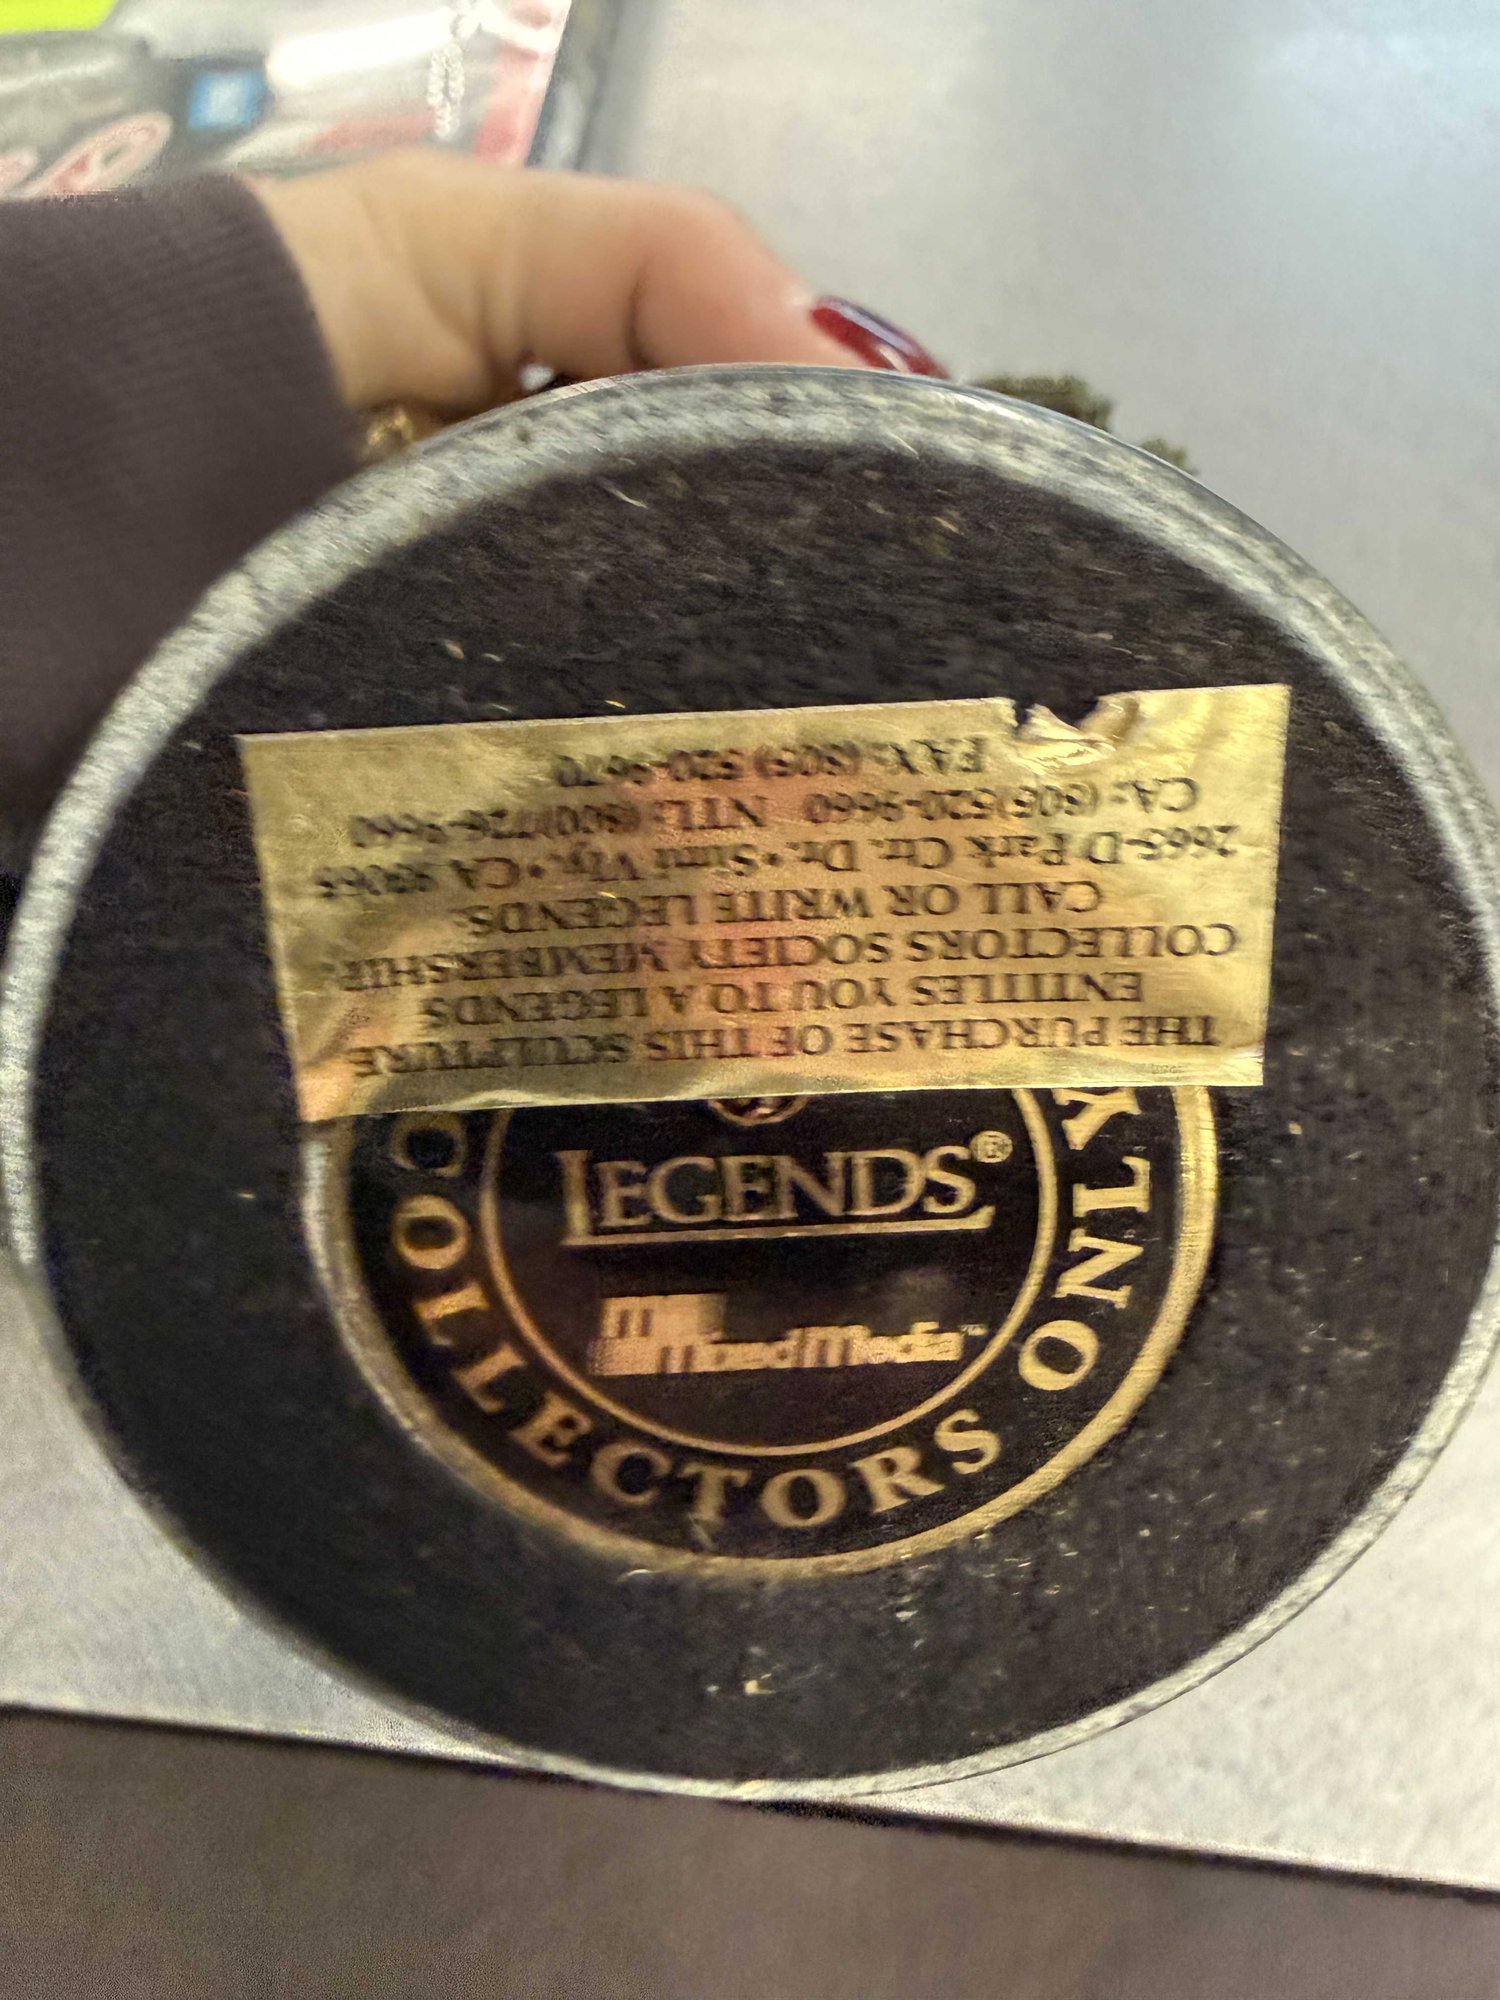 THE PURCHASE OF THIS SCULPTURE
ENTITLES YOU TO A LEGENDS
COLLECTORS SOCIETY MEMBERSHIP.
CALL OR WRITE LEGENDS:
2665-D Park Ctr. Dr. • Simi Vly. • CA 93065
CA: (805)520-9660 NTL: (800)726-9660
FAX: (805) 520-9670
LEGENDS®
Mixed Media™
COLLECTORS ONLY